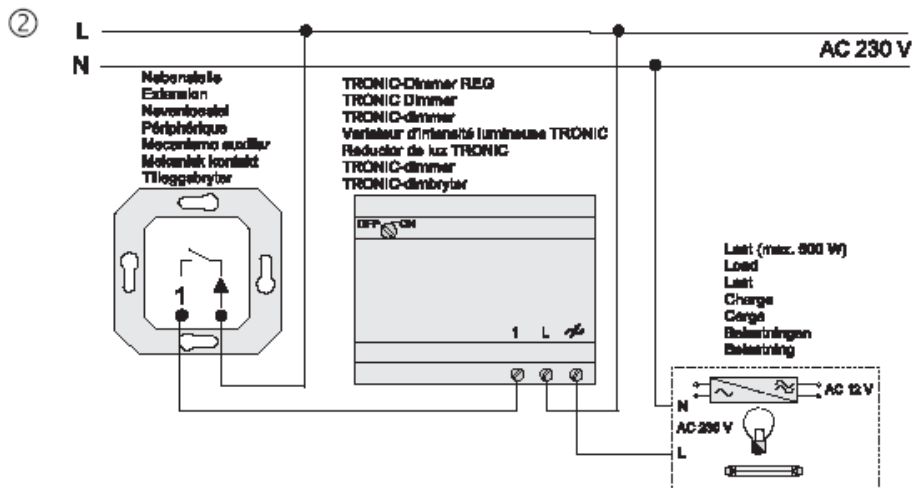 ②
L
N
AC 230 V
Nebenstelle
Extension
Neventoestel
Périphérique
Mecanismo auxiliar
Mekanisk kontakt
Tilleggsbryter
TRONIC-Dimmer REG
TRONIC Dimmer
TRONIC-dimmer
Variateur d'intensité lumineuse TRONIC
Reductor de luz TRONIC
TRONIC-dimmer
TRONIC-dimbryter
OFF ON
1
1 L
Last (max. 500 W)
Load
Last
Charge
Carga
Belastningen
Belastning
AC 12 V
N
AC 230 V
L